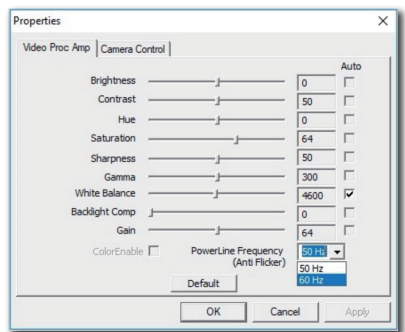 Properties
Video Proc Amp Camera Control
Auto
Brightness 0
Contrast 50
Hue 0
Saturation 64
Sharpness 50
Gamma 300
White Balance 4600
Backlight Comp 0
Gain 64
ColorEnable PowerLine Frequency 50 Hz
(Anti Flicker)
50 Hz
60 Hz
Default
OK Cancel Apply